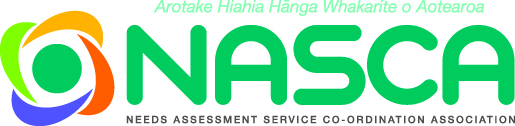 Arotake Hiahia Hānga Whakarite o Aotearoa
NASCA
NEEDS ASSESSMENT SERVICE CO-ORDINATION ASSOCIATION